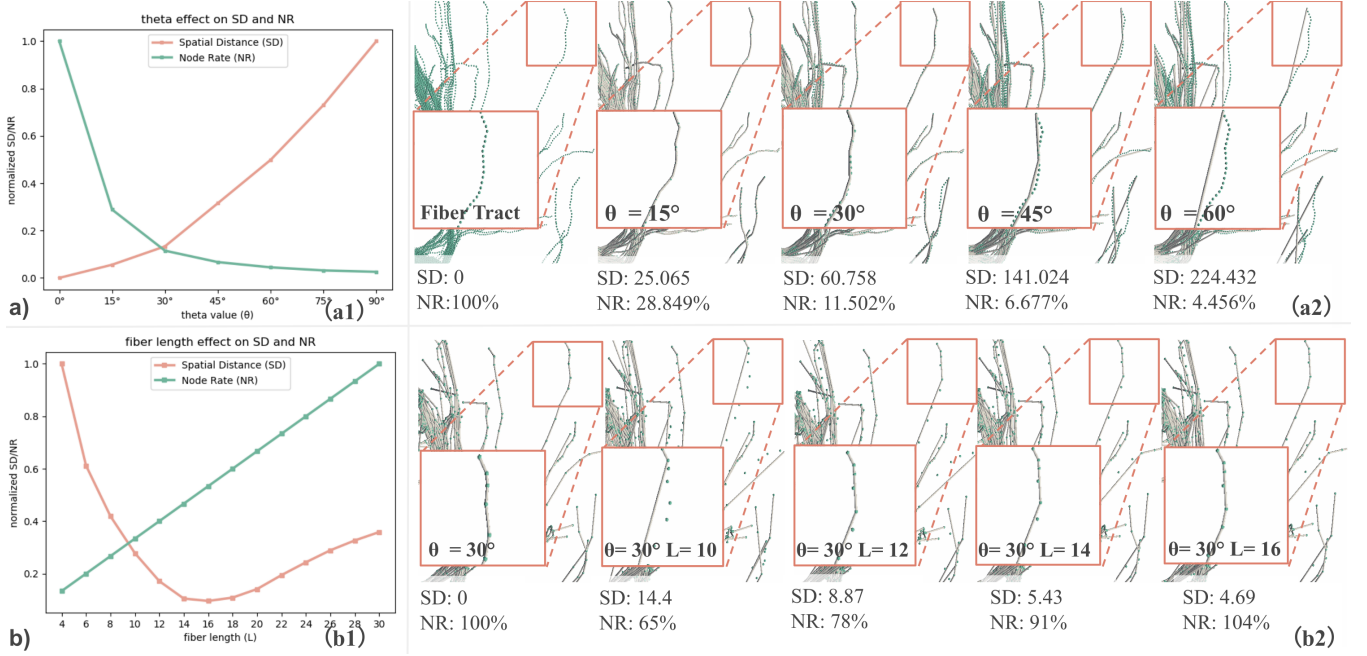 theta effect on SD and NR
Spatial Distance (SD)
Node Rate (NR)
normalized SD/NR
1.0
0.8
0.6
0.4
0.2
0.0
0° 15° 30° 45° 60° 75° 90°
theta value (θ)
a)
(a1)
Fiber Tract
θ = 15°
θ = 30°
θ = 45°
θ = 60°
SD: 0
NR:100%
SD: 25.065
NR: 28.849%
SD: 60.758
NR: 11.502%
SD: 141.024
NR: 6.677%
SD: 224.432
NR: 4.456%
(a2)
fiber length effect on SD and NR
Spatial Distance (SD)
Node Rate (NR)
normalized SD/NR
1.0
0.8
0.6
0.4
0.2
4 6 8 10 12 14 16 18 20 22 24 26 28 30
fiber length (L)
b)
(b1)
θ = 30°
θ= 30° L= 10
θ= 30° L= 12
θ= 30° L= 14
θ= 30° L= 16
SD: 0
NR: 100%
SD: 14.4
NR: 65%
SD: 8.87
NR: 78%
SD: 5.43
NR: 91%
SD: 4.69
NR: 104%
(b2)